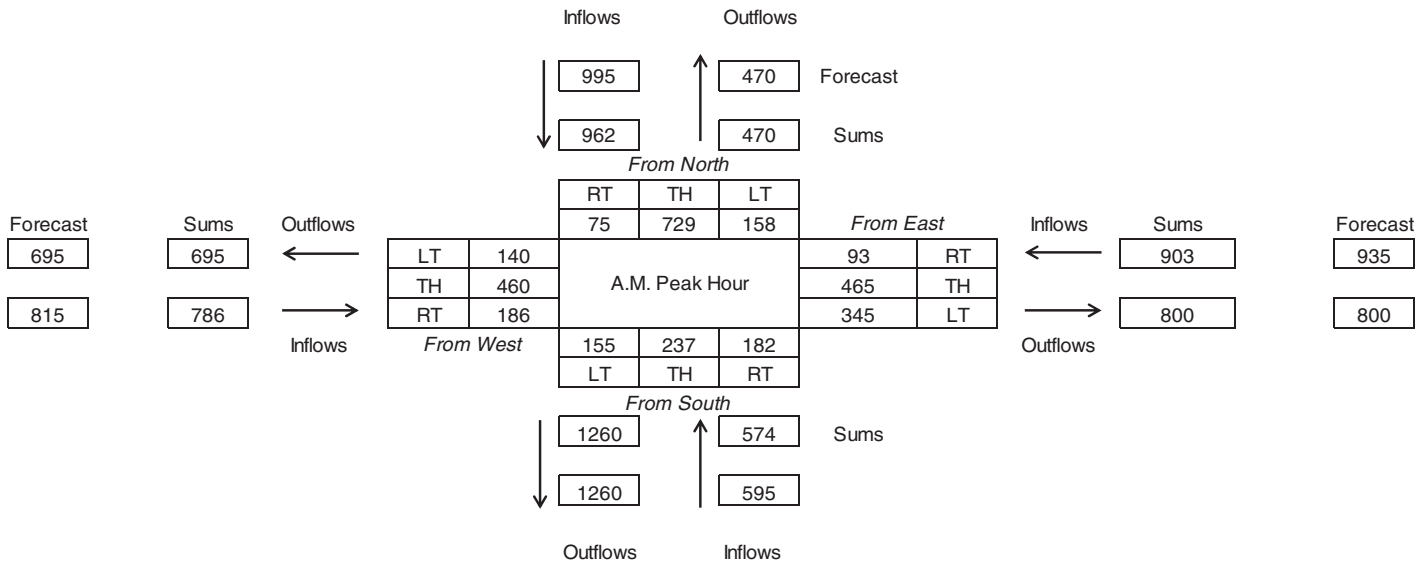 Inflows Outflows
995 470 Forecast
962 470 Sums
From North
RT TH LT
Forecast Sums Outflows 75 729 158 From East Inflows Sums Forecast
695 695 LT 140 93 RT 903 935
TH 460 A.M. Peak Hour 465 TH
815 786 RT 186 345 LT 800 800
Inflows From West 155 237 182 Outflows
LT TH RT
From South
1260 574 Sums
1260 595
Outflows Inflows